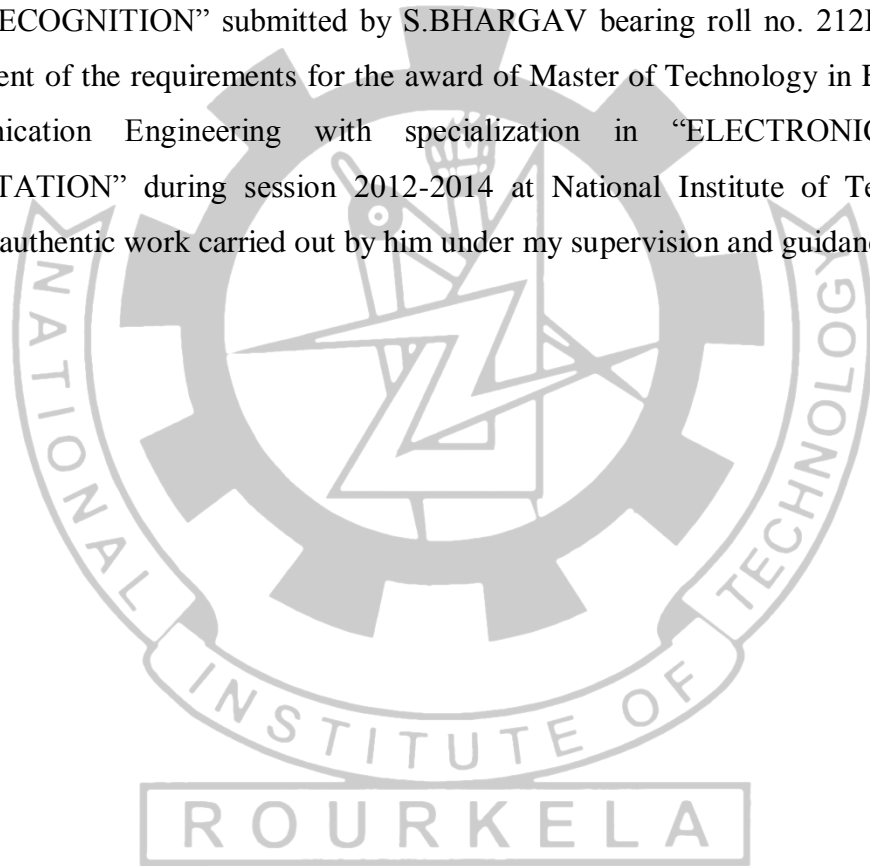 ECOGNITION” submitted by S.BHARGAV bearing roll no. 212
ent of the requirements for the award of Master of Technology in
nication Engineering with specialization in “ELECTRONIC
TATION” during session 2012-2014 at National Institute of Te
authentic work carried out by him under my supervision and guidan
NATIONAL
INSTITUTE OF
TECHNOLOGY
ROURKELA